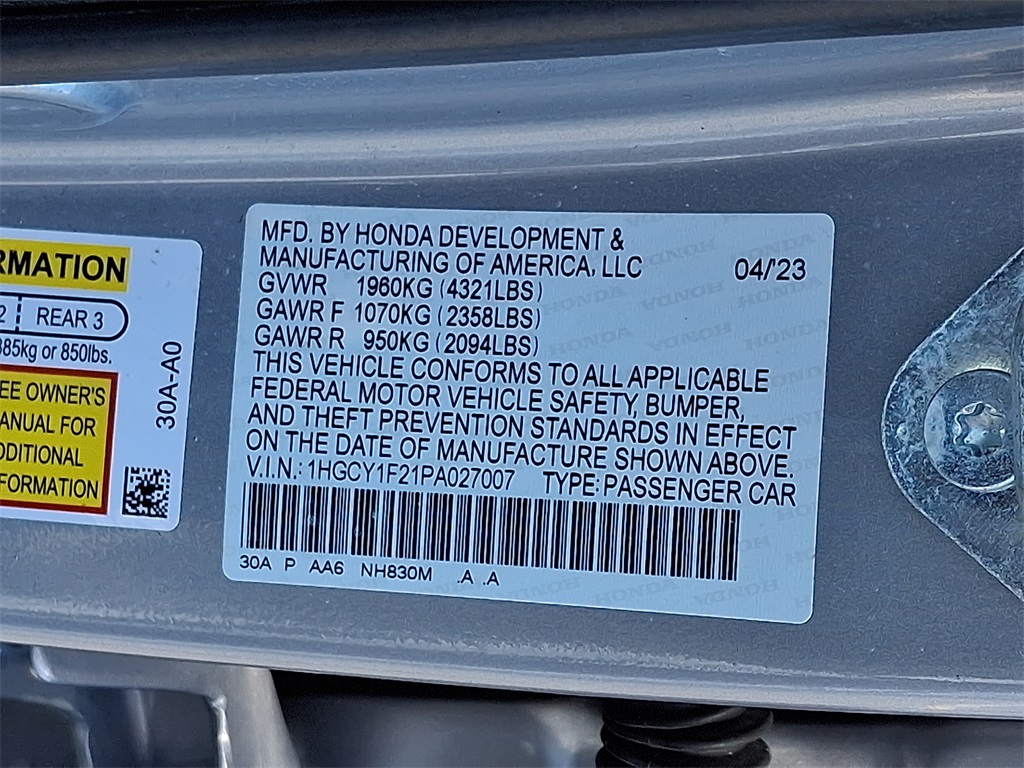 RMATION
2 REAR 3
385kg or 850lbs.
EE OWNER'S
ANUAL FOR
DDITIONAL
FORMATION
30A-A0
MFD. BY HONDA DEVELOPMENT &
MANUFACTURING OF AMERICA, LLC 04/'23
GVWR 1960KG (4321LBS)
GAWR F 1070KG (2358LBS)
GAWR R 950KG (2094LBS)
THIS VEHICLE CONFORMS TO ALL APPLICABLE
FEDERAL MOTOR VEHICLE SAFETY, BUMPER,
AND THEFT PREVENTION STANDARDS IN EFFECT
ON THE DATE OF MANUFACTURE SHOWN ABOVE.
V.I.N.: 1HGCY1F21PA027007 TYPE: PASSENGER CAR
30A P AA6 NH830M .A .A